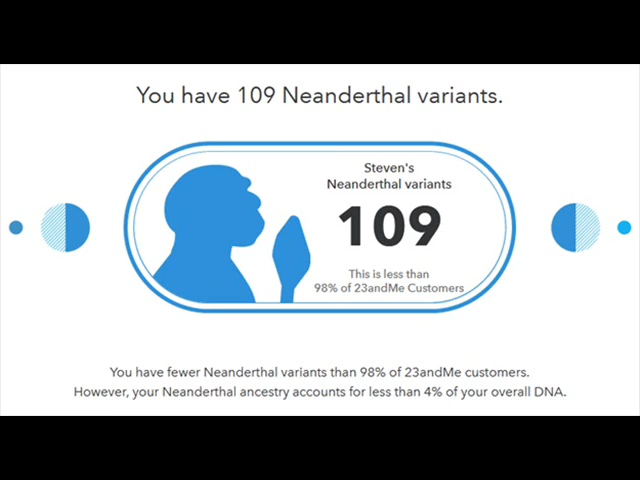 You have 109 Neanderthal variants.
Steven's
Neanderthal variants
109
This is less than
98% of 23andMe Customers
You have fewer Neanderthal variants than 98% of 23andMe customers.
However, your Neanderthal ancestry accounts for less than 4% of your overall DNA.